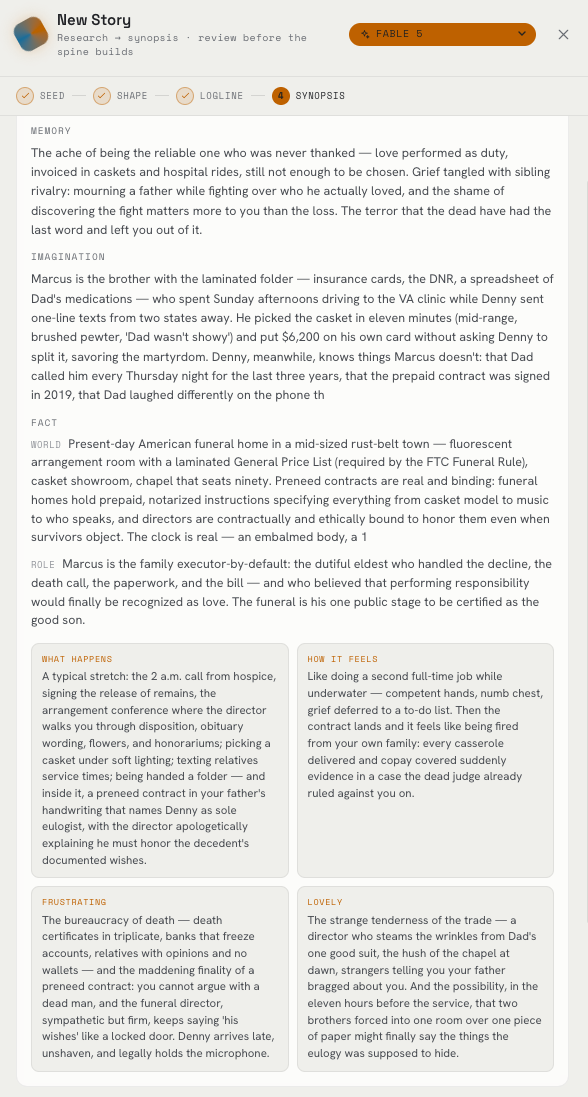 New Story
Research → synopsis · review before the
spine builds
FABLE 5
SEED
SHAPE
LOGLINE
4 SYNOPSIS
MEMORY
The ache of being the reliable one who was never thanked — love performed as duty,
invoiced in caskets and hospital rides, still not enough to be chosen. Grief tangled with sibling
rivalry: mourning a father while fighting over who he actually loved, and the shame of
discovering the fight matters more to you than the loss. The terror that the dead have had the
last word and left you out of it.
IMAGINATION
Marcus is the brother with the laminated folder — insurance cards, the DNR, a spreadsheet of
Dad's medications — who spent Sunday afternoons driving to the VA clinic while Denny sent
one-line texts from two states away. He picked the casket in eleven minutes (mid-range,
brushed pewter, 'Dad wasn't showy') and put $6,200 on his own card without asking Denny to
split it, savoring the martyrdom. Denny, meanwhile, knows things Marcus doesn't: that Dad
called him every Thursday night for the last three years, that the prepaid contract was signed
in 2019, that Dad laughed differently on the phone th
FACT
WORLD Present-day American funeral home in a mid-sized rust-belt town — fluorescent
arrangement room with a laminated General Price List (required by the FTC Funeral Rule),
casket showroom, chapel that seats ninety. Preneed contracts are real and binding: funeral
homes hold prepaid, notarized instructions specifying everything from casket model to music
to who speaks, and directors are contractually and ethically bound to honor them even when
survivors object. The clock is real — an embalmed body, a 1
ROLE Marcus is the family executor-by-default: the dutiful eldest who handled the decline, the
death call, the paperwork, and the bill — and who believed that performing responsibility
would finally be recognized as love. The funeral is his one public stage to be certified as the
good son.
WHAT HAPPENS
A typical stretch: the 2 a.m. call from hospice,
signing the release of remains, the
arrangement conference where the director
walks you through disposition, obituary
wording, flowers, and honorariums; picking a
casket under soft lighting; texting relatives
service times; being handed a folder — and
inside it, a preneed contract in your father's
handwriting that names Denny as sole
eulogist, with the director apologetically
explaining he must honor the decedent's
documented wishes.
HOW IT FEELS
Like doing a second full-time job while
underwater — competent hands, numb chest,
grief deferred to a to-do list. Then the
contract lands and it feels like being fired
from your own family: every casserole
delivered and copay covered suddenly
evidence in a case the dead judge already
ruled against you on.
FRUSTRATING
The bureaucracy of death — death
certificates in triplicate, banks that freeze
accounts, relatives with opinions and no
wallets — and the maddening finality of a
preneed contract: you cannot argue with a
dead man, and the funeral director,
sympathetic but firm, keeps saying 'his
wishes' like a locked door. Denny arrives late,
unshaven, and legally holds the microphone.
LOVELY
The strange tenderness of the trade — a
director who steams the wrinkles from Dad's
one good suit, the hush of the chapel at
dawn, strangers telling you your father
bragged about you. And the possibility, in the
eleven hours before the service, that two
brothers forced into one room over one piece
of paper might finally say the things the
eulogy was supposed to hide.